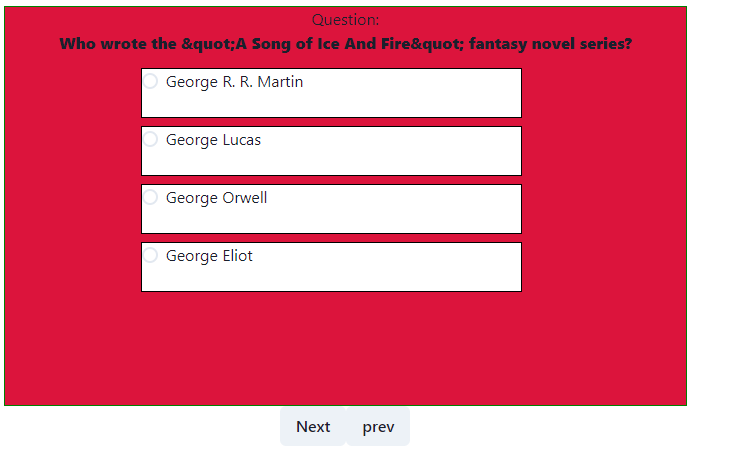 Question:
Who wrote the &quot;A Song of Ice And Fire&quot; fantasy novel series?
George R. R. Martin
George Lucas
George Orwell
George Eliot
Next
prev